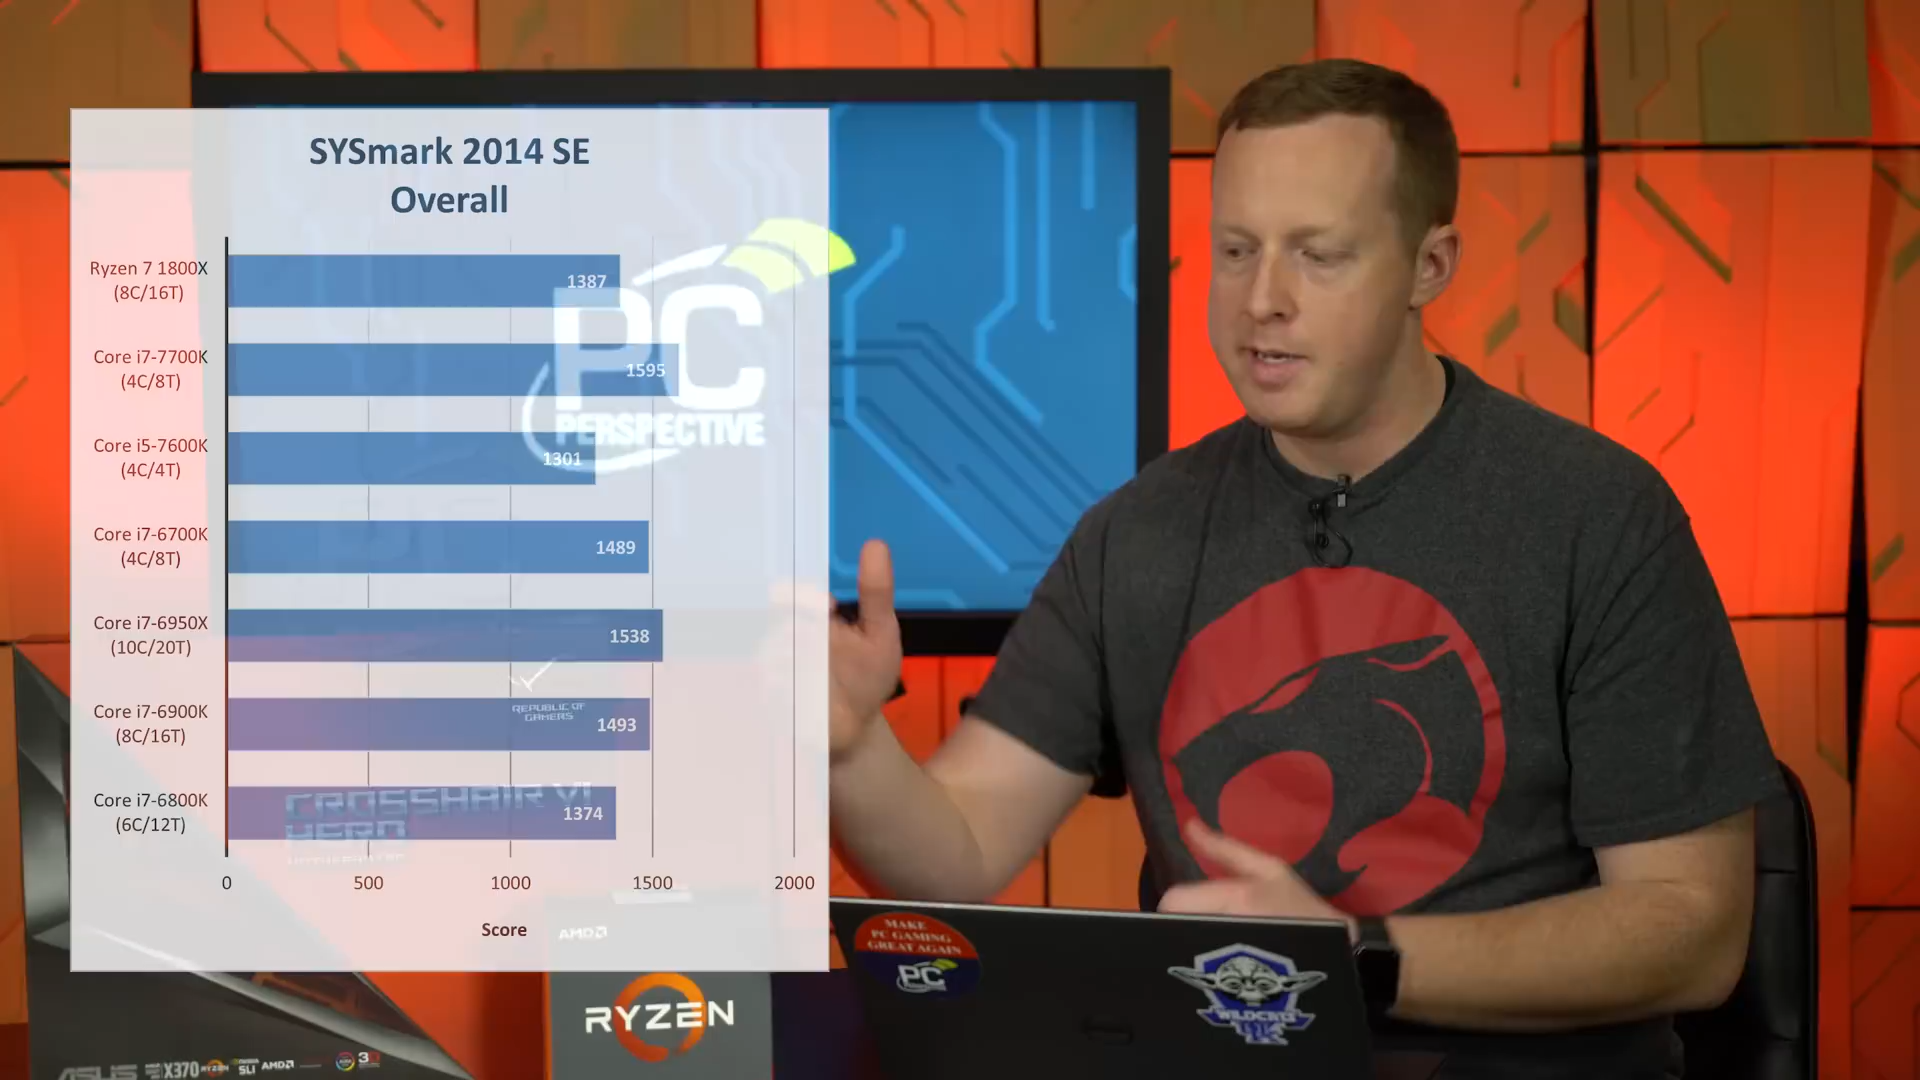 SYSmark 2014 SE
Overall
Ryzen 7 1800X
(8C/16T)
1387
Core i7-7700K
(4C/8T)
1595
Core i5-7600K
(4C/4T)
1301
Core i7-6700K
(4C/8T)
1489
Core i7-6950X
(10C/20T)
1538
Core i7-6900K
(8C/16T)
1493
Core i7-6800K
(6C/12T)
1374
0 500 1000 1500 2000
Score
PC
PERSPECTIVE
REPUBLIC OF
GAMERS
CROSSHAIR VI
HERO
AMD
RYZEN
ASUS X370 RYZEN SLI AMD
MAKE
PC GAMING
GREAT AGAIN
PC
WILDCATS